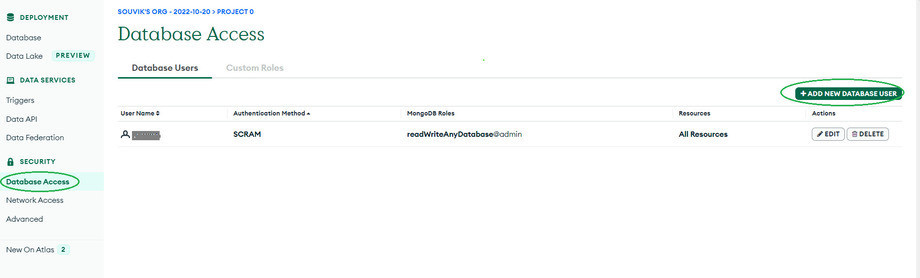 SOUVIK'S ORG - 2022-10-20 > PROJECT 0
Database Access
DEPLOYMENT
Database
Data Lake PREVIEW
DATA SERVICES
Triggers
Data API
Data Federation
SECURITY
Database Access
Network Access
Advanced
New On Atlas 2
Database Users Custom Roles
+ ADD NEW DATABASE USER
User Name Authentication Method MongoDB Roles Resources Actions
SCRAM readWriteAnyDatabase@admin All Resources EDIT DELETE